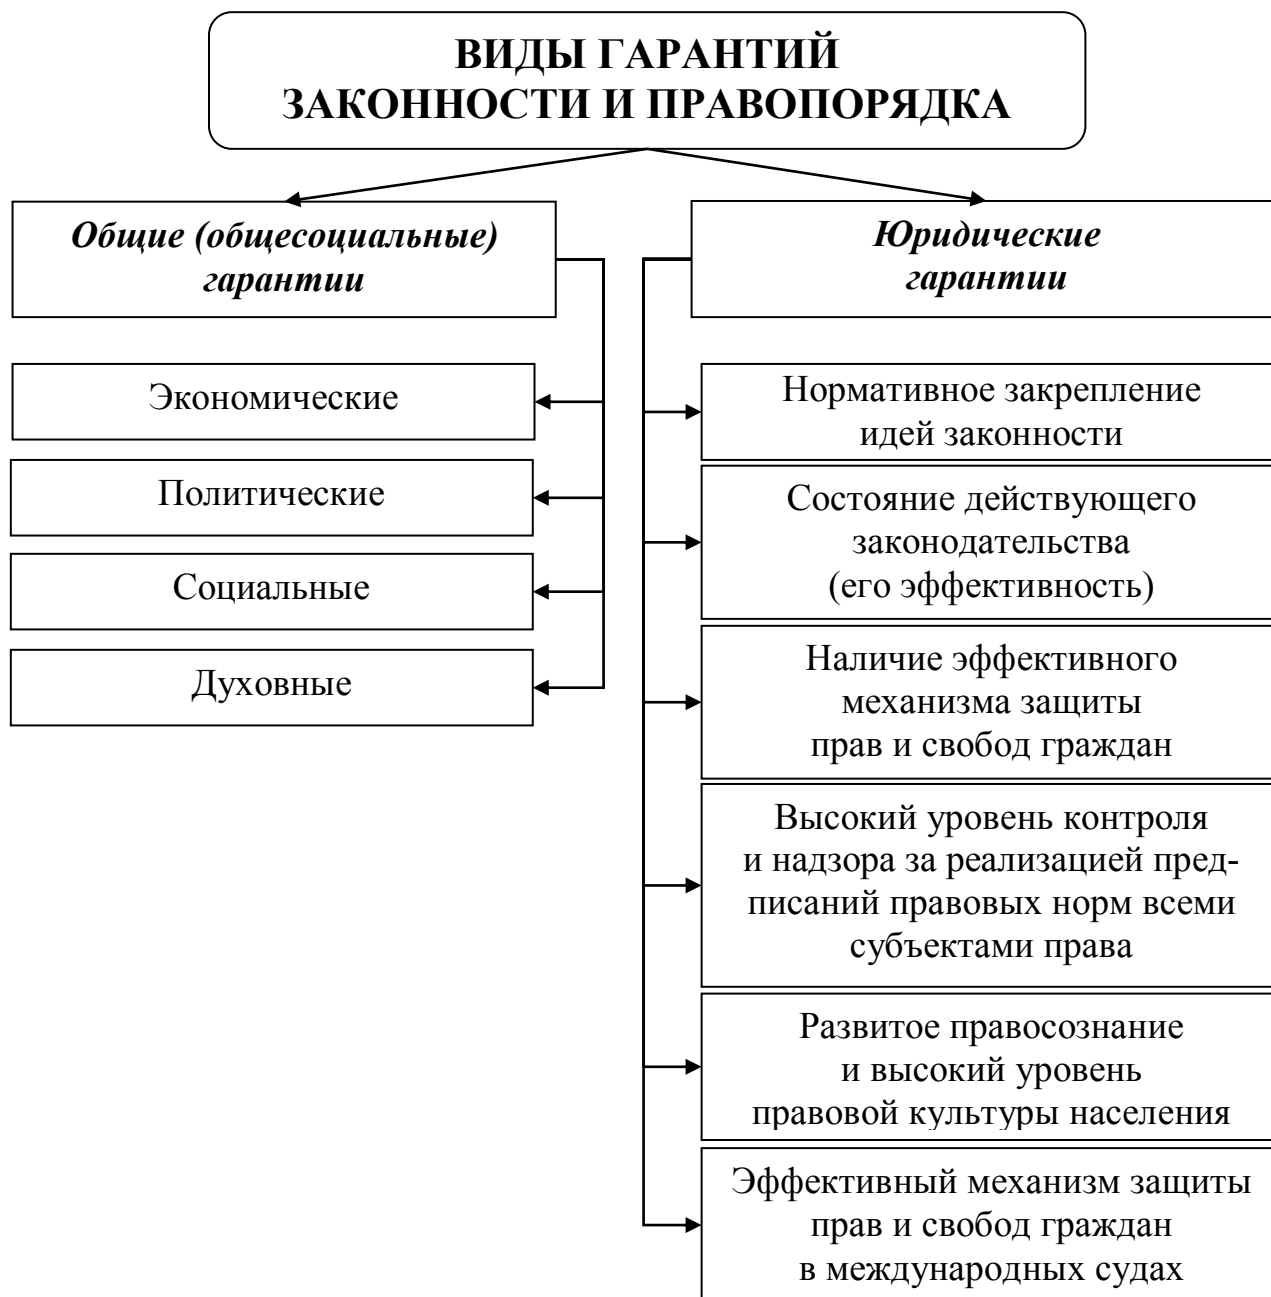 ВИДЫ ГАРАНТИЙ
ЗАКОННОСТИ И ПРАВОПОРЯДКА
Общие (общесоциальные)
гарантии
Экономические
Политические
Социальные
Духовные
Юридические
гарантии
Нормативное закрепление
идей законности
Состояние действующего
законодательства
(его эффективность)
Наличие эффективного
механизма защиты
прав и свобод граждан
Высокий уровень контроля
и надзора за реализацией пред-
писаний правовых норм всеми
субъектами права
Развитое правосознание
и высокий уровень
правовой культуры населения
Эффективный механизм защиты
прав и свобод граждан
в международных судах